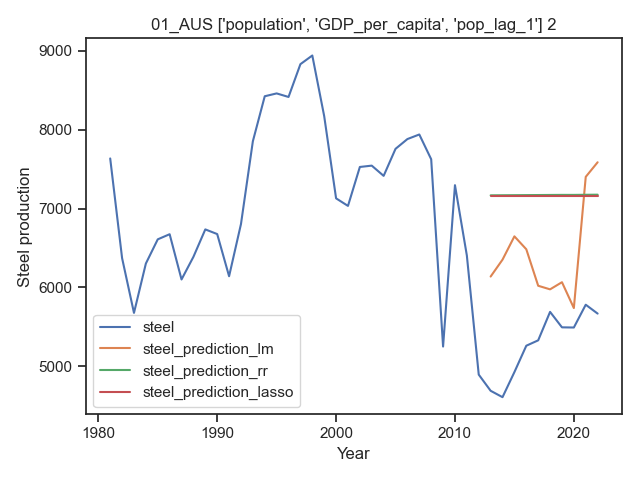 01_AUS ['population', 'GDP_per_capita', 'pop_lag_1'] 2
9000
8000
7000
6000
5000
Steel production
steel
steel_prediction_lm
steel_prediction_rr
steel_prediction_lasso
1980
1990
2000
2010
2020
Year